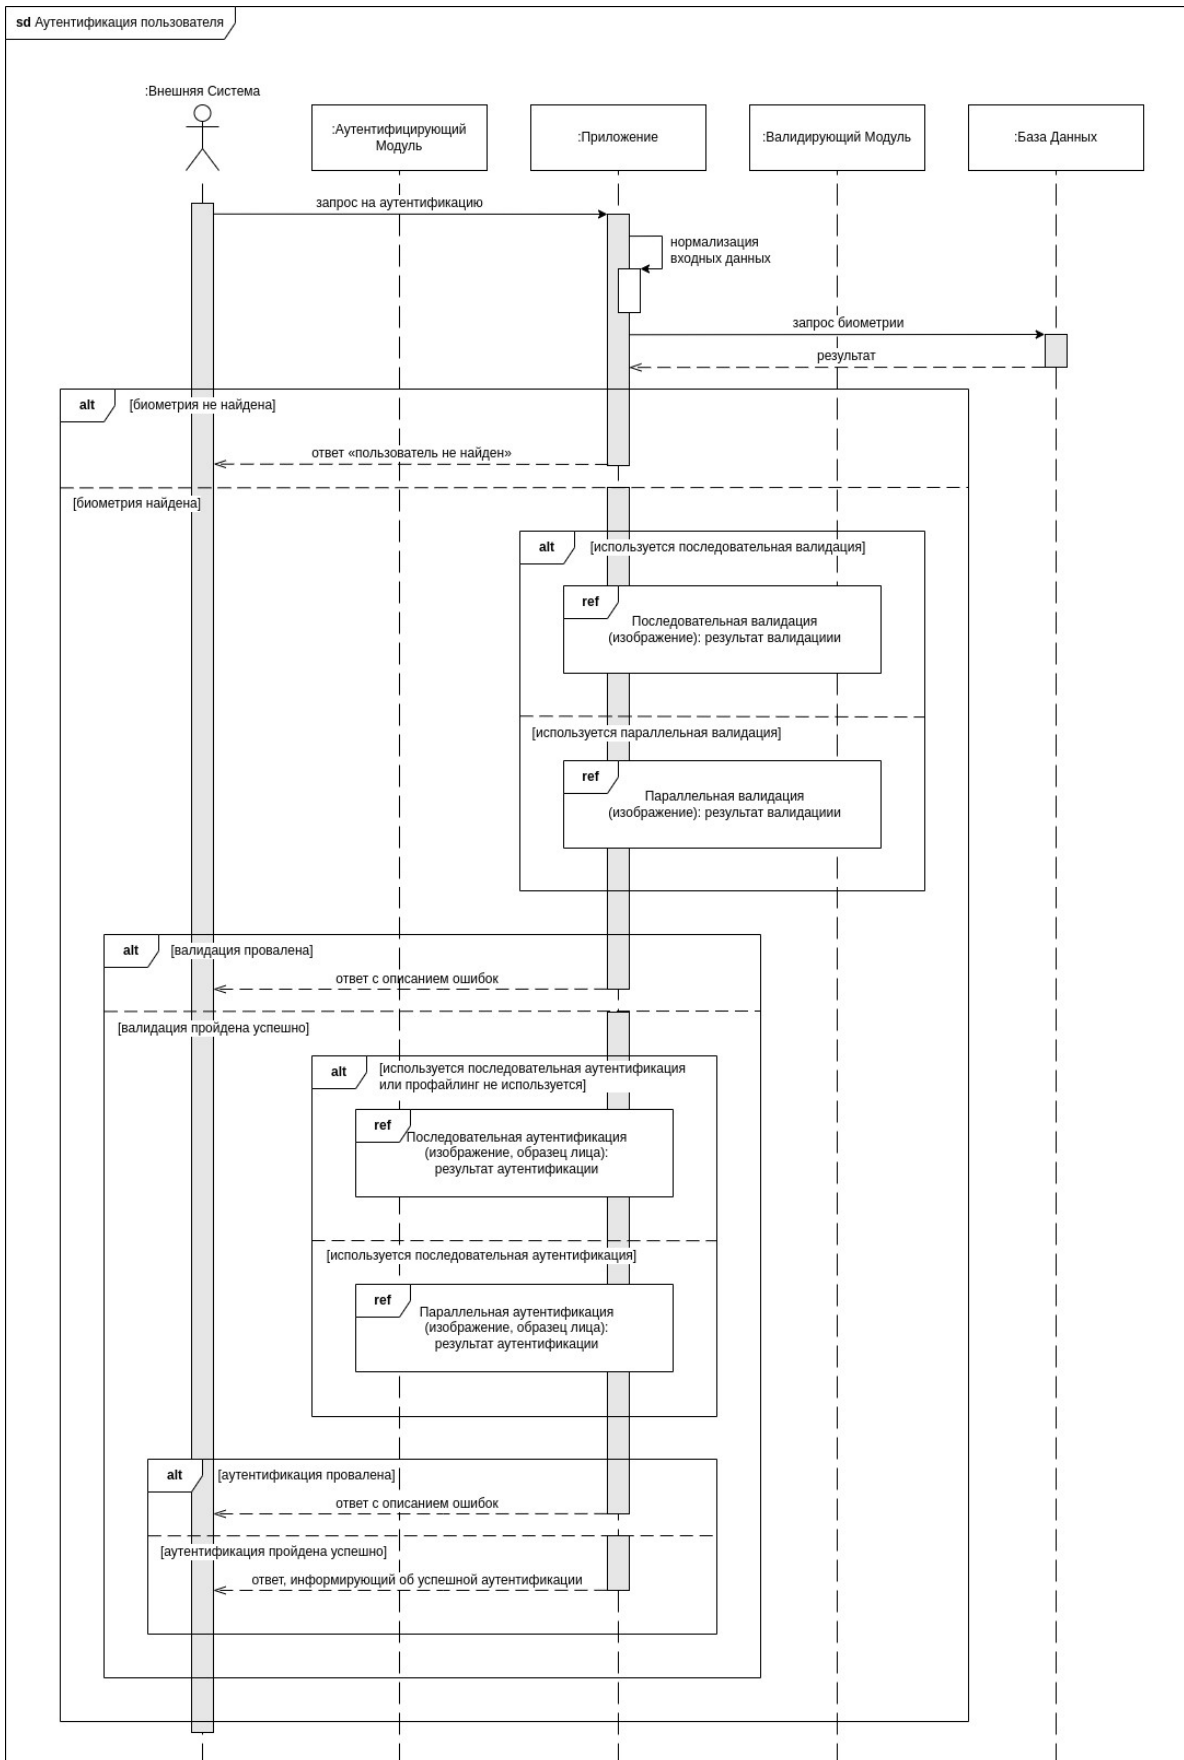 sd Аутентификация пользователя
:Внешняя Система
:Аутентифицирующий
Модуль
:Приложение
:Валидирующий Модуль
:База Данных
запрос на аутентификацию
нормализация
входных данных
запрос биометрии
результат
alt [биометрия не найдена]
ответ «пользователь не найден»
[биометрия найдена]
alt [используется последовательная валидация]
ref
Последовательная валидация
(изображение): результат валидациии
[используется параллельная валидация]
ref
Параллельная валидация
(изображение): результат валидациии
alt [валидация провалена]
ответ с описанием ошибок
[валидация пройдена успешно]
alt [используется последовательная аутентификация
или профайлинг не используется]
ref
Последовательная аутентификация
(изображение, образец лица):
результат аутентификации
[используется последовательная аутентификация]
ref
Параллельная аутентификация
(изображение, образец лица):
результат аутентификации
alt [аутентификация провалена]
ответ с описанием ошибок
[аутентификация пройдена успешно]
ответ, информирующий об успешной аутентификации